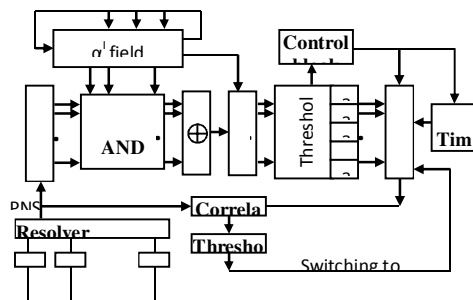 α^i field
Control
AND
⊕
Threshol
Tim
PNS
Correla
Resolver
Thresho
Switching to